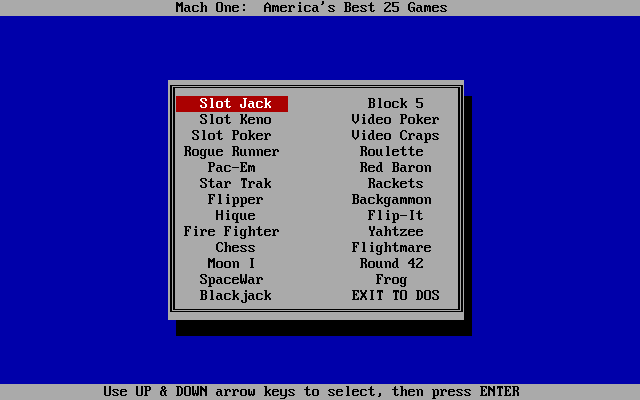 Mach One:  America's Best 25 Games
Slot Jack
Slot Keno
Slot Poker
Rogue Runner
Pac-Em
Star Trak
Flipper
Hique
Fire Fighter
Chess
Moon I
SpaceWar
Blackjack
Block 5
Video Poker
Video Craps
Roulette
Red Baron
Rackets
Backgammon
Flip-It
Yahtzee
Flightmare
Round 42
Frog
EXIT TO DOS
Use UP & DOWN arrow keys to select, then press ENTER